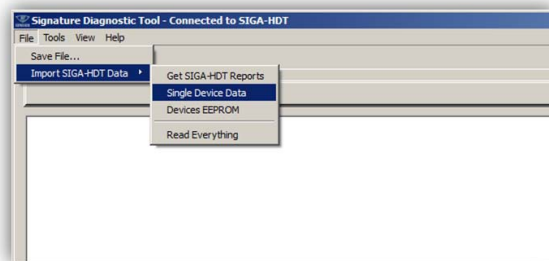 Signature Diagnostic Tool - Connected to SIGA-HDT
File Tools View Help
Save File...
Import SIGA-HDT Data
Get SIGA-HDT Reports
Single Device Data
Devices EEPROM
Read Everything